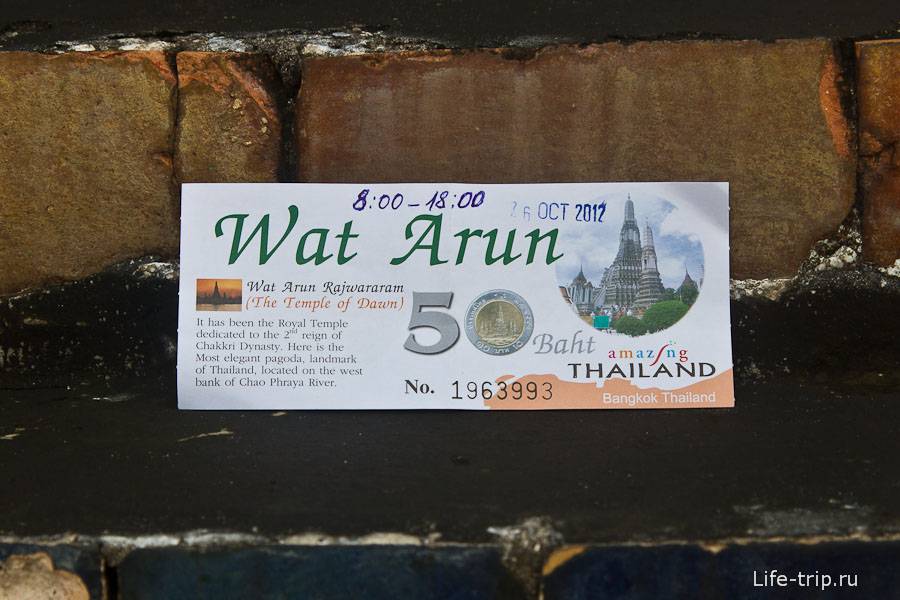 8:00-18:00
26 OCT 2012
Wat Arun
Wat Arun Rajwararam
(The Temple of Dawn)
It has been the Royal Temple
dedicated to the 2nd reign of
Chakkri Dynasty. Here is the
Most elegant pagoda, landmark
of Thailand, located on the west
bank of Chao Phraya River.
5
Baht
amazing
THAILAND
No. 1963993
Bangkok Thailand
Life-trip.ru